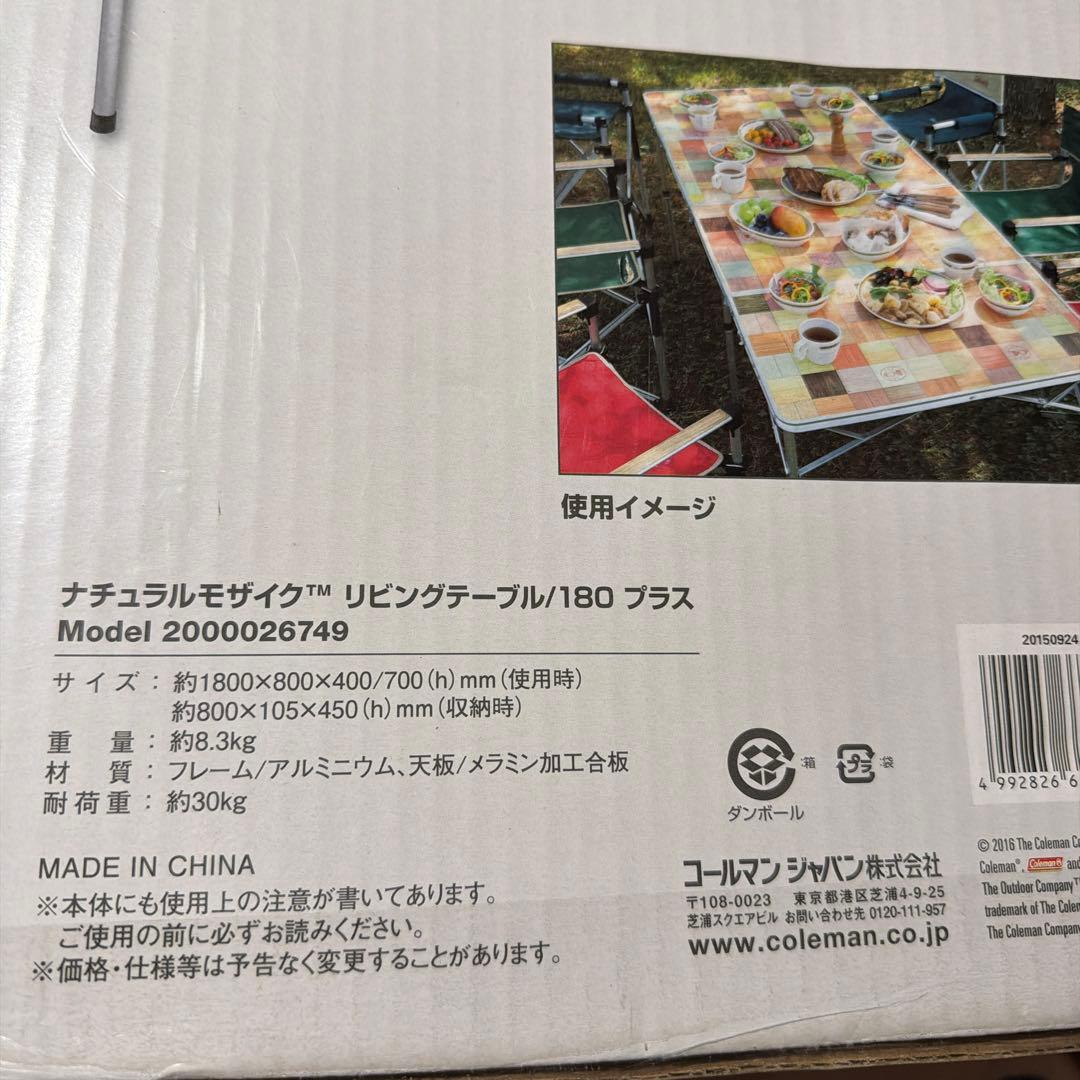 使用イメージ
ナチュラルモザイク™ リビングテーブル/180 プラス
Model 2000026749
サイズ：約1800×800×400/700(h)mm(使用時)
約800×105×450(h)mm(収納時)
重 量：約8.3kg
材 質：フレーム/アルミニウム、天板/メラミン加工合板
耐荷重：約30kg
MADE IN CHINA
※本体にも使用上の注意が書いてあります。
ご使用の前に必ずお読みください。
※価格・仕様等は予告なく変更することがあります。
:箱
プラ
:袋
ダンボール
コールマン ジャパン株式会社
〒108-0023 東京都港区芝浦4-9-25
芝浦スクエアビル お問い合わせ先 0120-111-957
www.coleman.co.jp
20150924
4 992826 6
© 2016 The Coleman Co
Coleman®, Coleman® and
The Outdoor Company™
trademark of The Colem
The Coleman Company